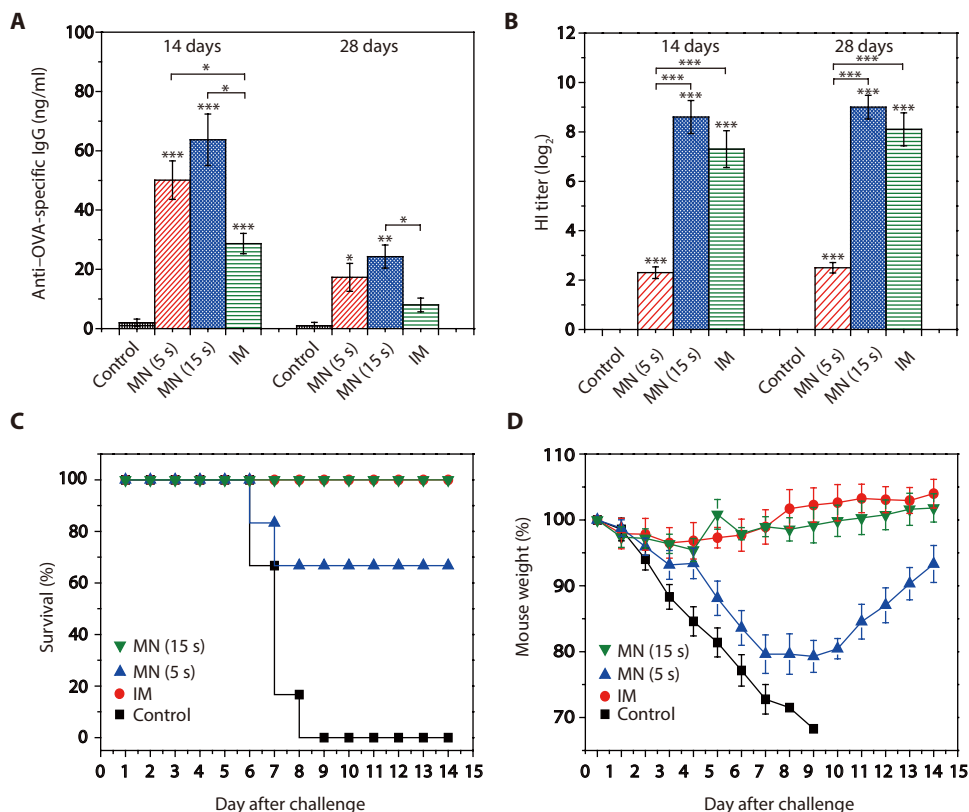 A
100
80
60
40
20
0
Anti–OVA-specific IgG (ng/ml)
14 days
28 days
*
*
***
***
***
*
*
**
Control
MN (5 s)
MN (15 s)
IM
Control
MN (5 s)
MN (15 s)
IM
B
12
10
8
6
4
2
0
HI titer (log2)
14 days
28 days
***
***
***
***
***
***
***
***
***
***
Control
MN (5 s)
MN (15 s)
IM
Control
MN (5 s)
MN (15 s)
IM
C
100
80
60
40
20
0
Survival (%)
MN (15 s)
MN (5 s)
IM
Control
0 1 2 3 4 5 6 7 8 9 10 11 12 13 14 15
Day after challenge
D
110
100
90
80
70
Mouse weight (%)
MN (15 s)
MN (5 s)
IM
Control
0 1 2 3 4 5 6 7 8 9 10 11 12 13 14 15
Day after challenge